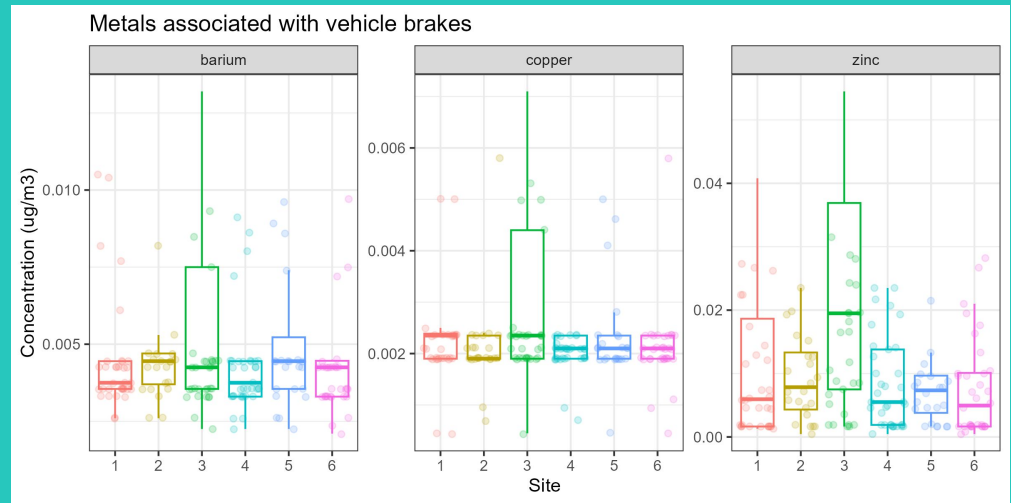 Metals associated with vehicle brakes
barium
copper
zinc
Concentration (ug/m3)
0.010
0.005
0.006
0.004
0.002
0.04
0.02
0.00
1 2 3 4 5 6
1 2 3 4 5 6
1 2 3 4 5 6
Site